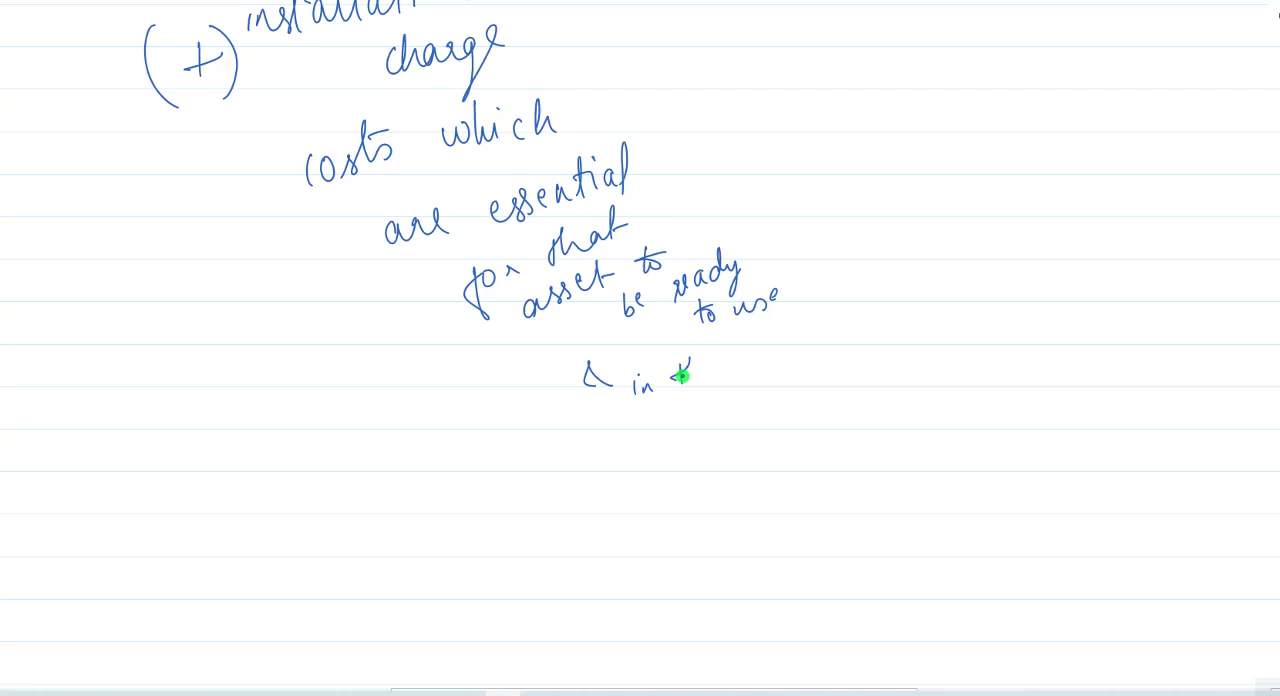 (+) installati
charge
costs which
are essential
for that
asset to
be ready
to use
& in